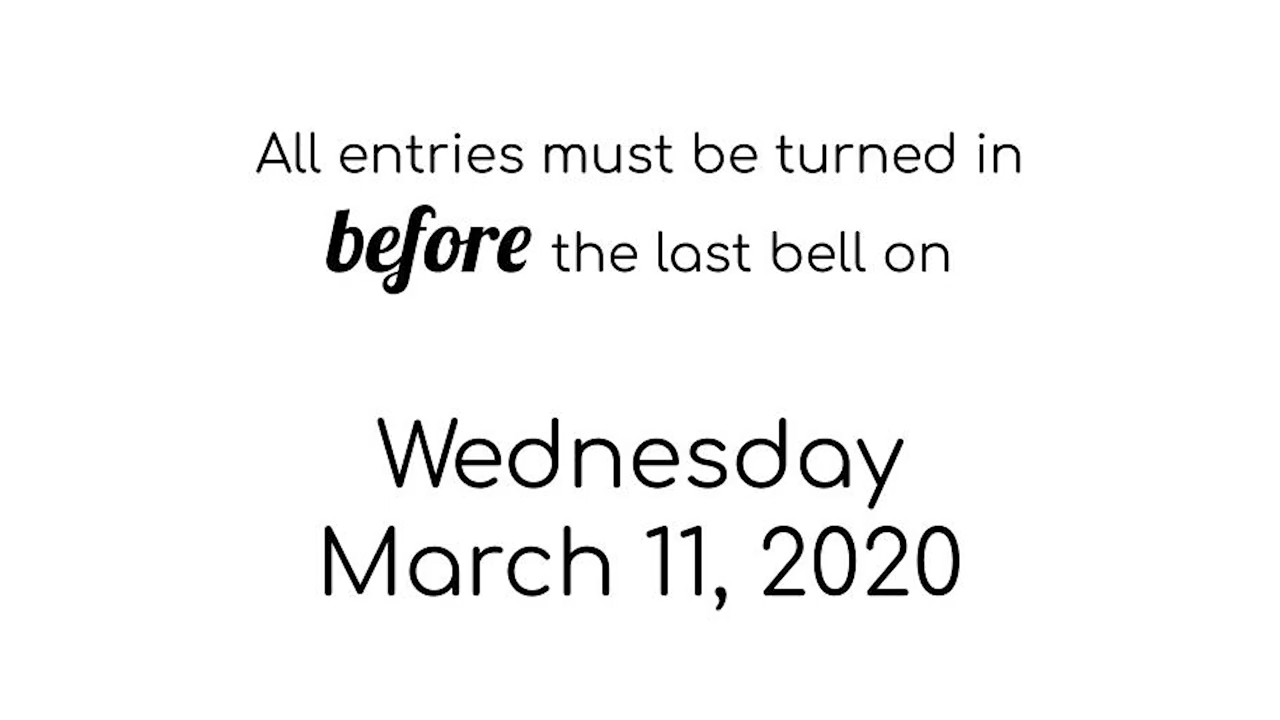 All entries must be turned in
before the last bell on
Wednesday
March 11, 2020